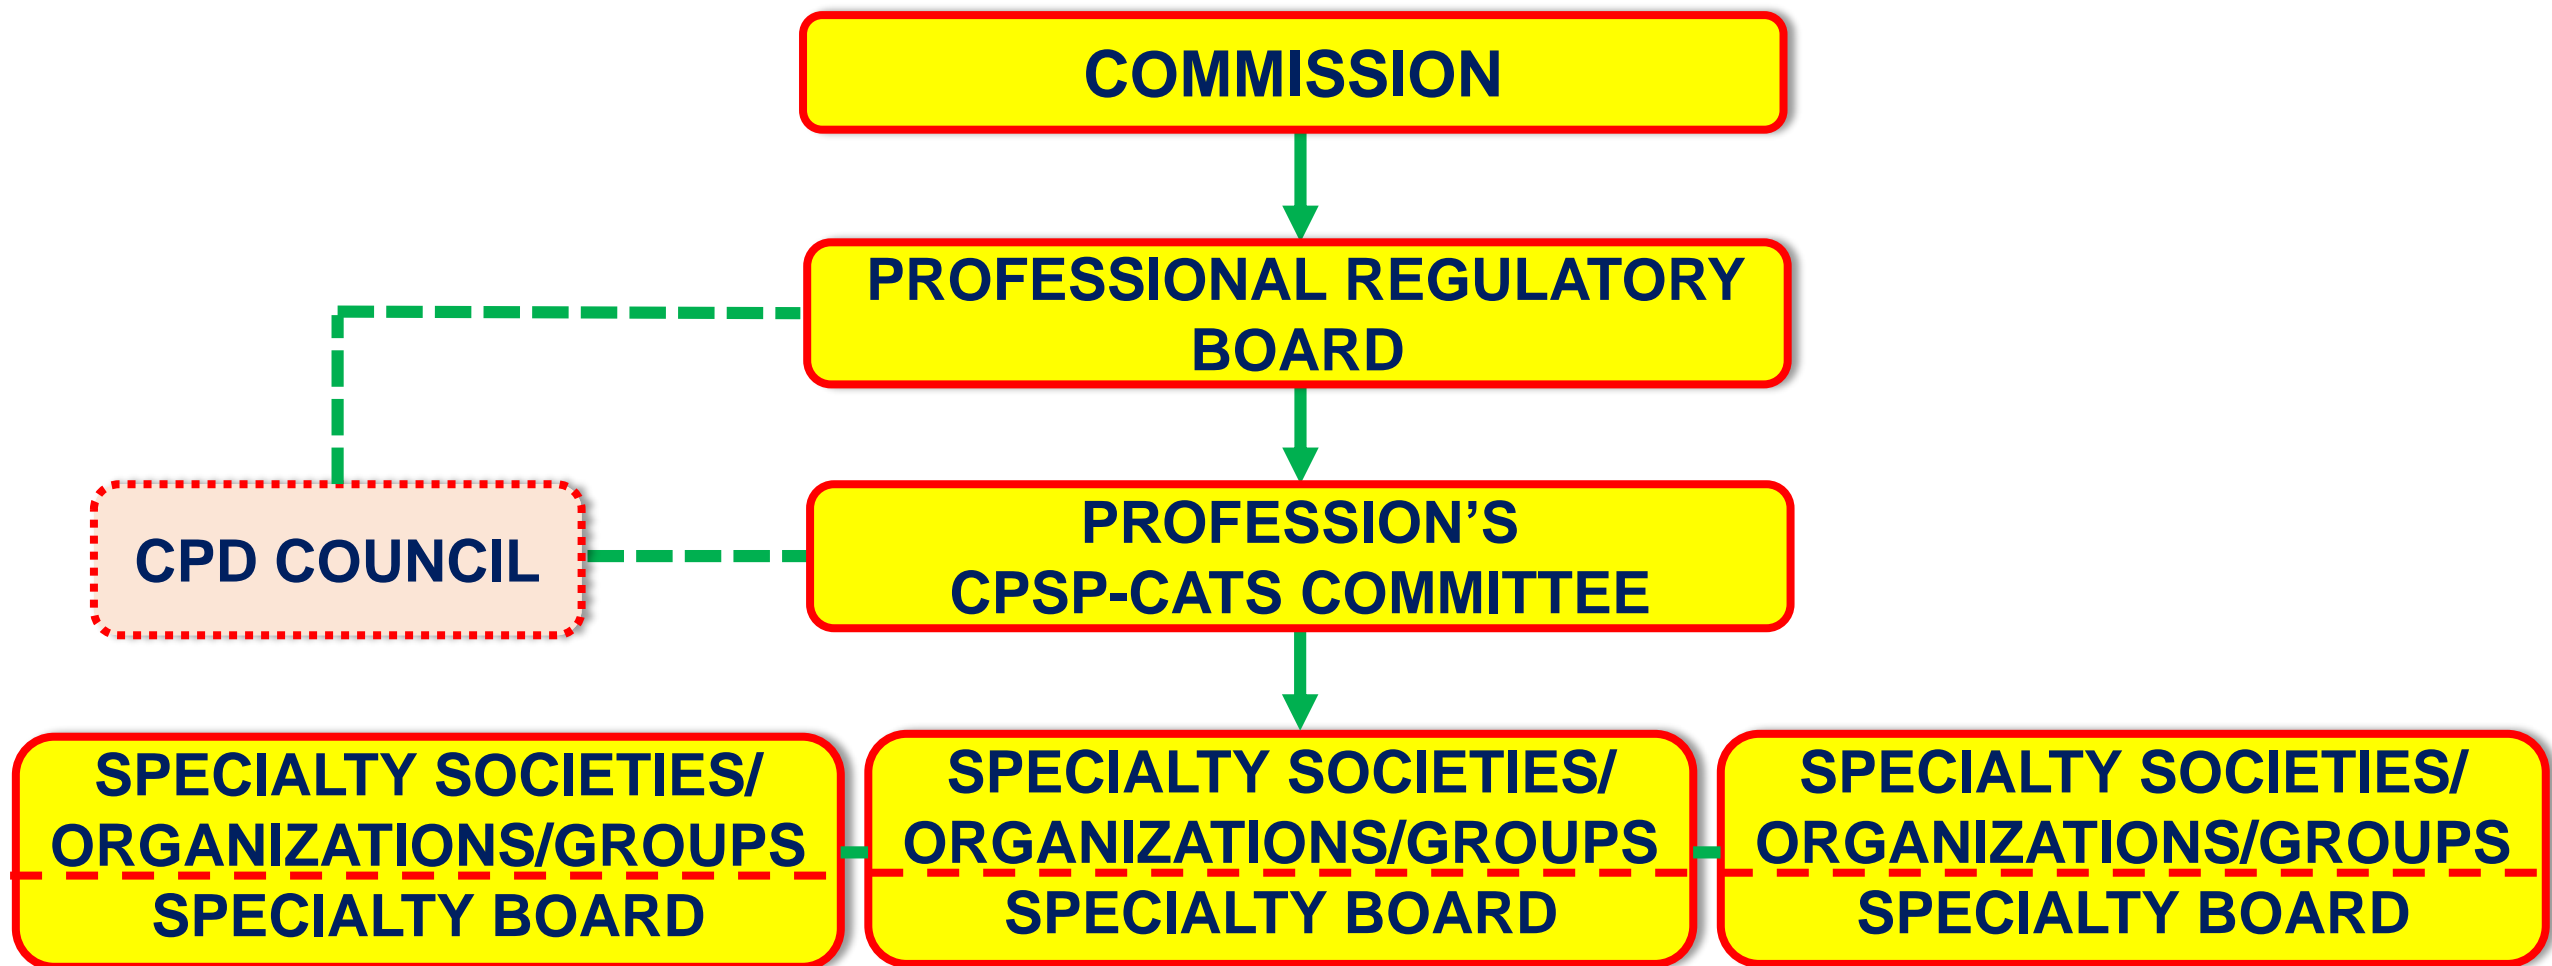 COMMISSION
PROFESSIONAL REGULATORY
BOARD
CPD COUNCIL
PROFESSION’S
CPSP-CATS COMMITTEE
SPECIALTY SOCIETIES/
ORGANIZATIONS/GROUPS
SPECIALTY BOARD
SPECIALTY SOCIETIES/
ORGANIZATIONS/GROUPS
SPECIALTY BOARD
SPECIALTY SOCIETIES/
ORGANIZATIONS/GROUPS
SPECIALTY BOARD